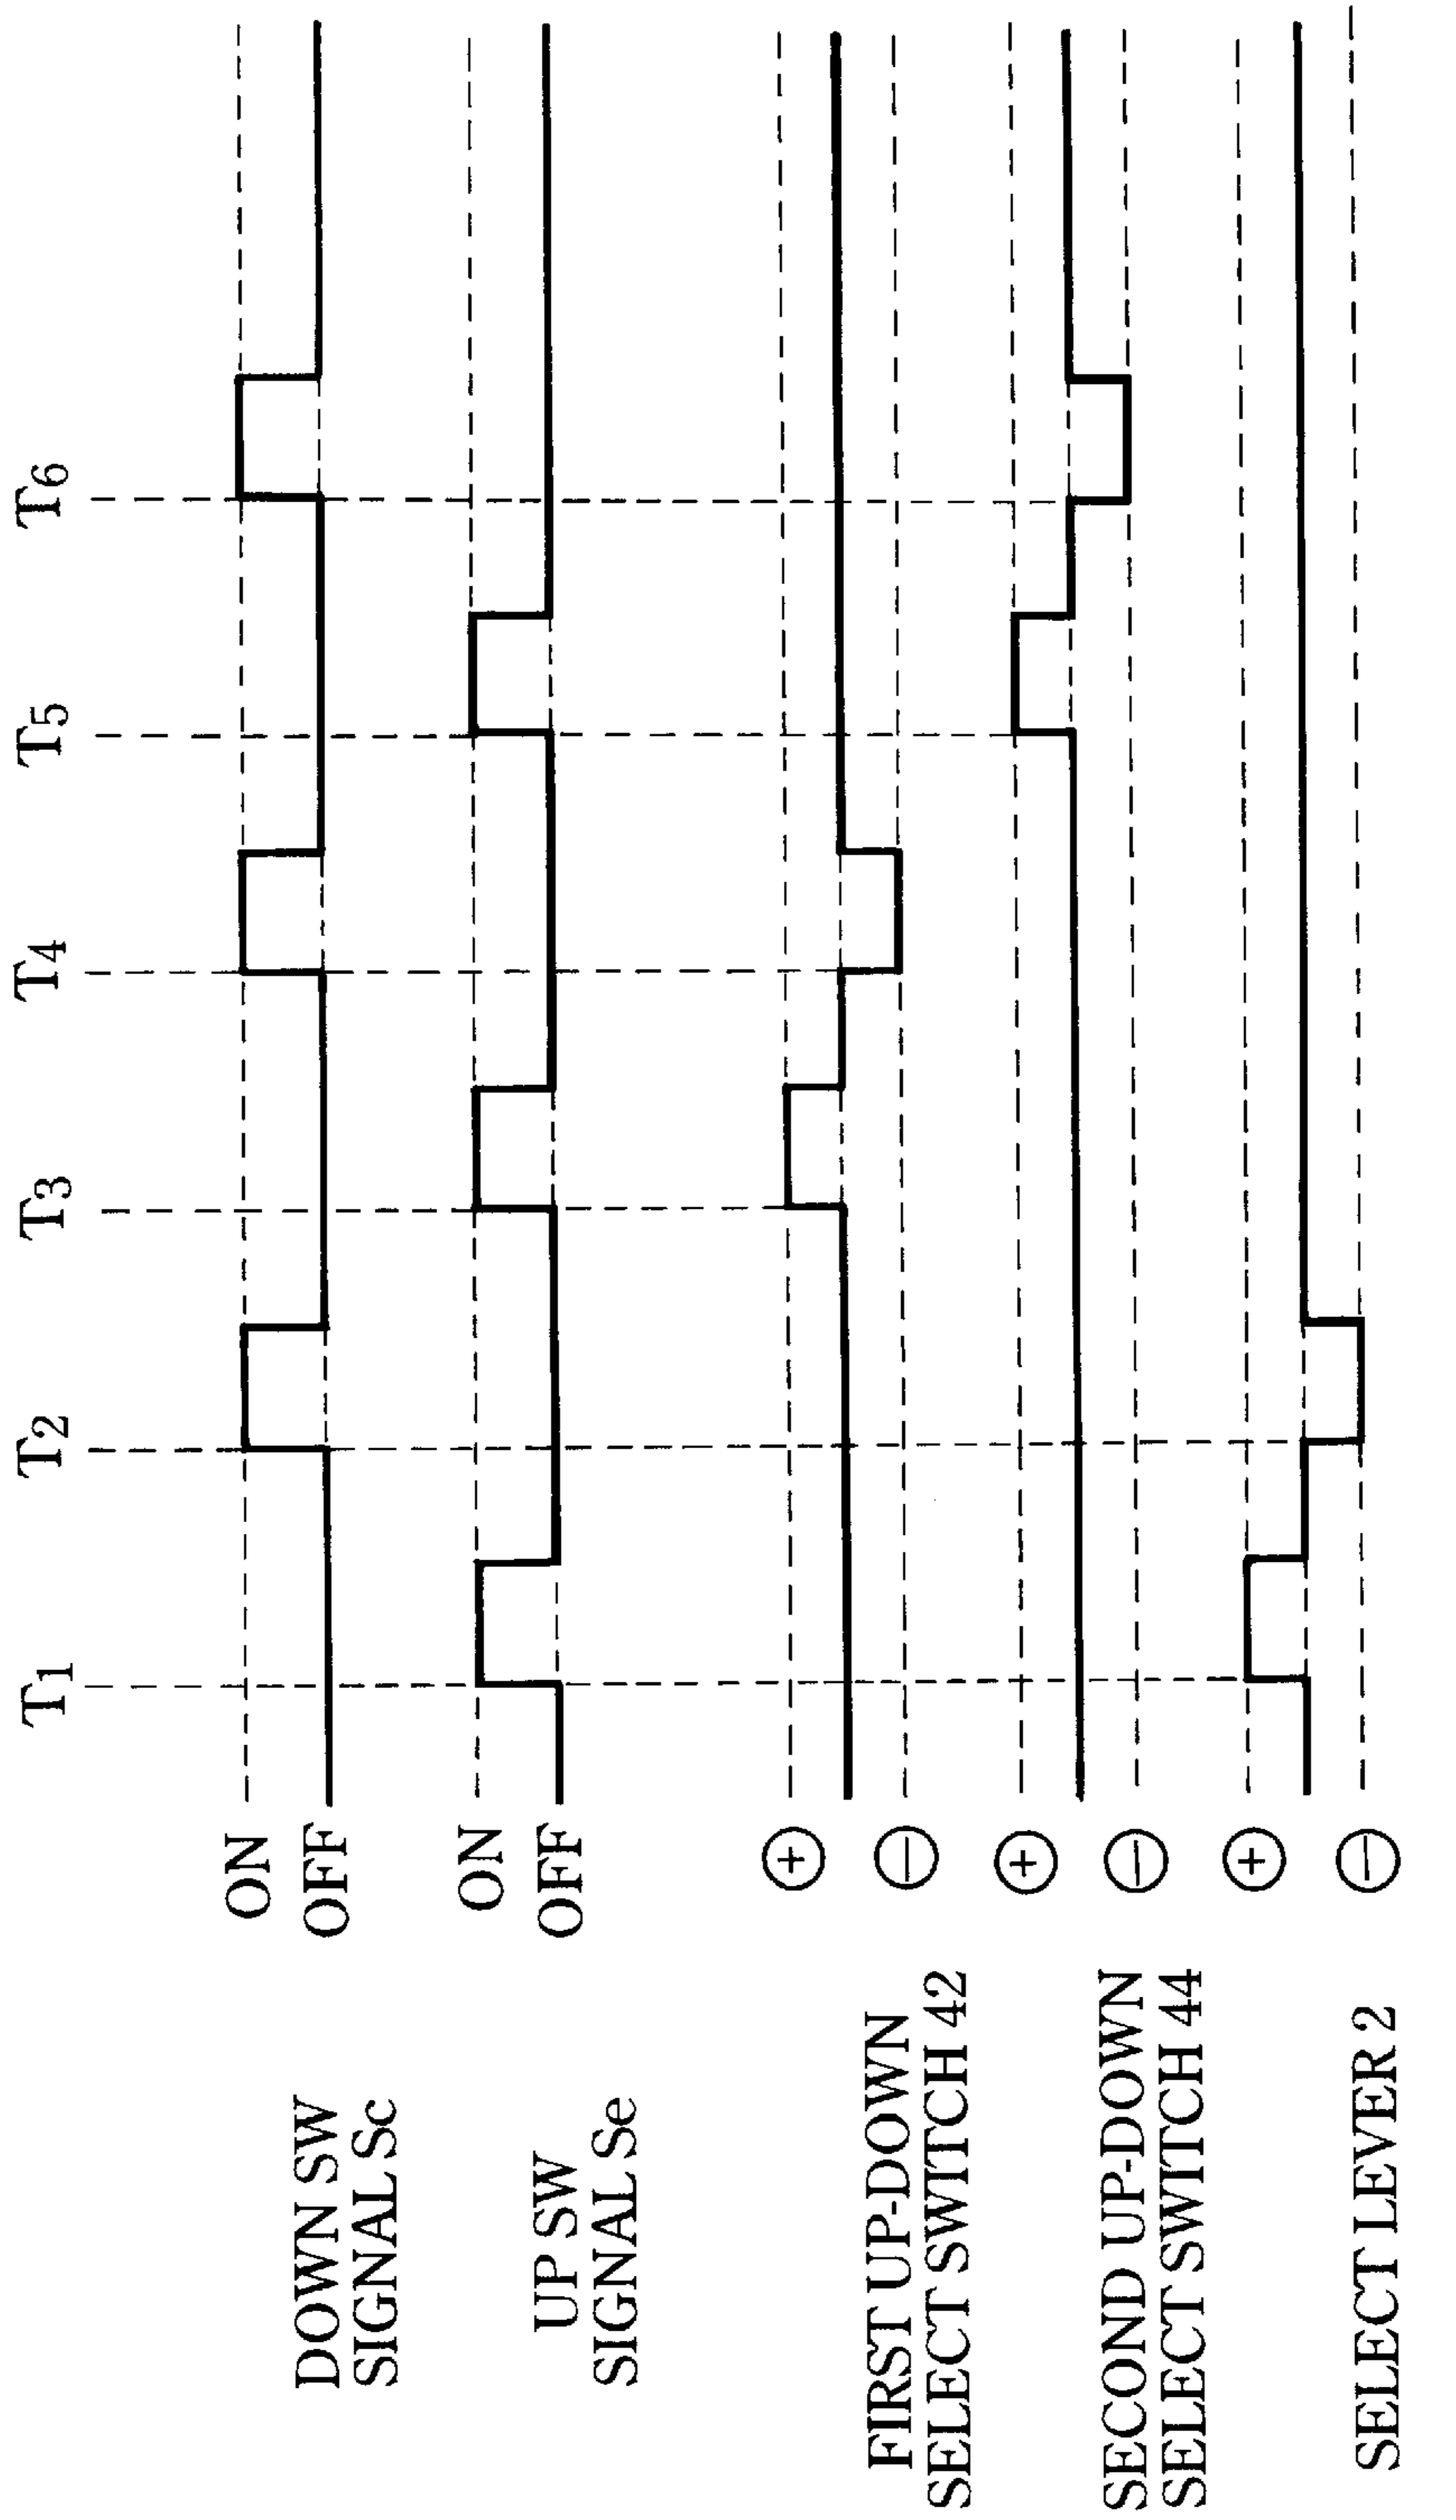 T1 T2 T3 T4 T5 T6
DOWN SW
SIGNAL Sc
ON
OFF
UP SW
SIGNAL Se
ON
OFF
FIRST UP-DOWN
SELECT SWITCH 42
+
−
SECOND UP-DOWN
SELECT SWITCH 44
+
−
SELECT LEVER 2
+
−